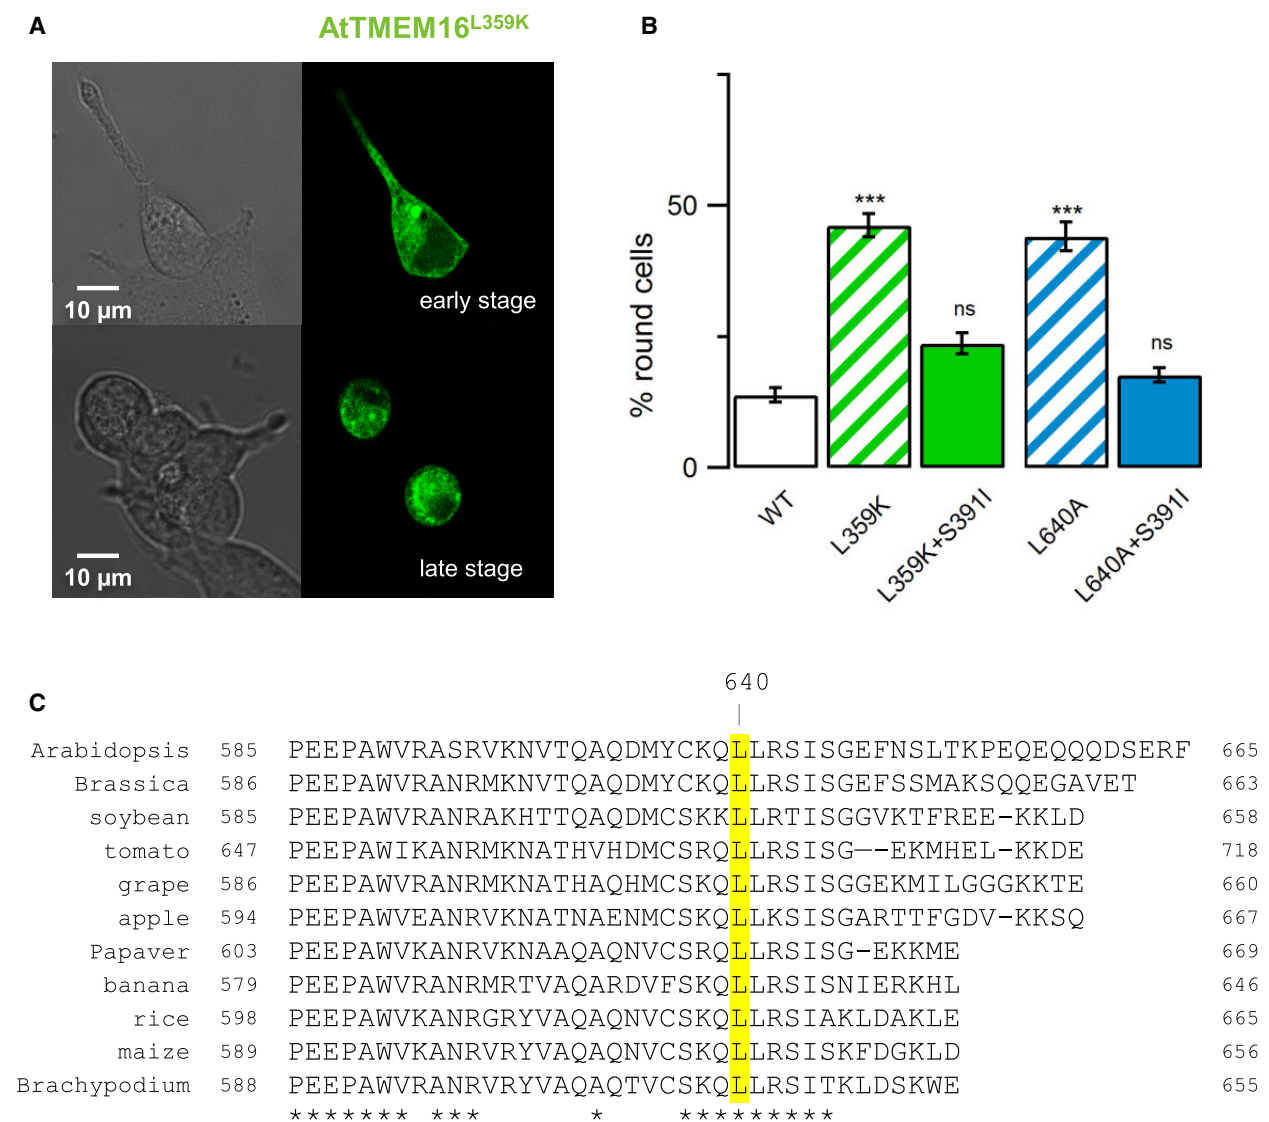 A
AtTMEM16L359K
10 µm
early stage
10 µm
late stage
B
% round cells
50
0
***
ns
***
ns
WT
L359K
L359K+S391I
L640A
L640A+S391I
C
640
Arabidopsis 585 PEEPAWVRASRVKNVTQAQDMYCKQLLRSISGEFNSLTKPEQEQQQDSERF 665
Brassica 586 PEEPAWVRANRMKNVTQAQDMYCKQLLRSISGEFSSMAKSQQEGAVET 663
soybean 585 PEEPAWVRANRAKHTTQAQDMCSKKLLRTISGGVKTFREE-KKLD 658
tomato 647 PEEPAWIKANRMKNATHVHDMCSRQLLRSISG--EKMHEL-KKDE 718
grape 586 PEEPAWVRANRMKNATHAQHMCSKQLLRSISGGEKMILGGGKKTE 660
apple 594 PEEPAWVEANRVKNATNAENMCSKQLLKSISGARTTFGDV-KKSQ 667
Papaver 603 PEEPAWVKANRVKNAAQAQNVCSRQLLRSISG-EKKME 669
banana 579 PEEPAWVRANRMRTVAQARDVFSKQLLRSISNIERKHL 646
rice 598 PEEPAWVKANRGRYVAQAQNVCSKQLLRSIAKLDAKLE 665
maize 589 PEEPAWVKANRVRYVAQAQNVCSKQLLRSISKFDGKLD 656
Brachypodium 588 PEEPAWVRANRVRYVAQAQTVCSKQLLRSITKLDSKWE 655
******* *** * *********